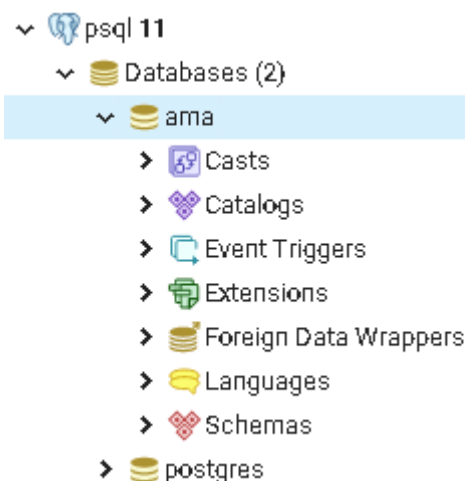 psql 11
Databases (2)
ama
Casts
Catalogs
Event Triggers
Extensions
Foreign Data Wrappers
Languages
Schemas
postgres